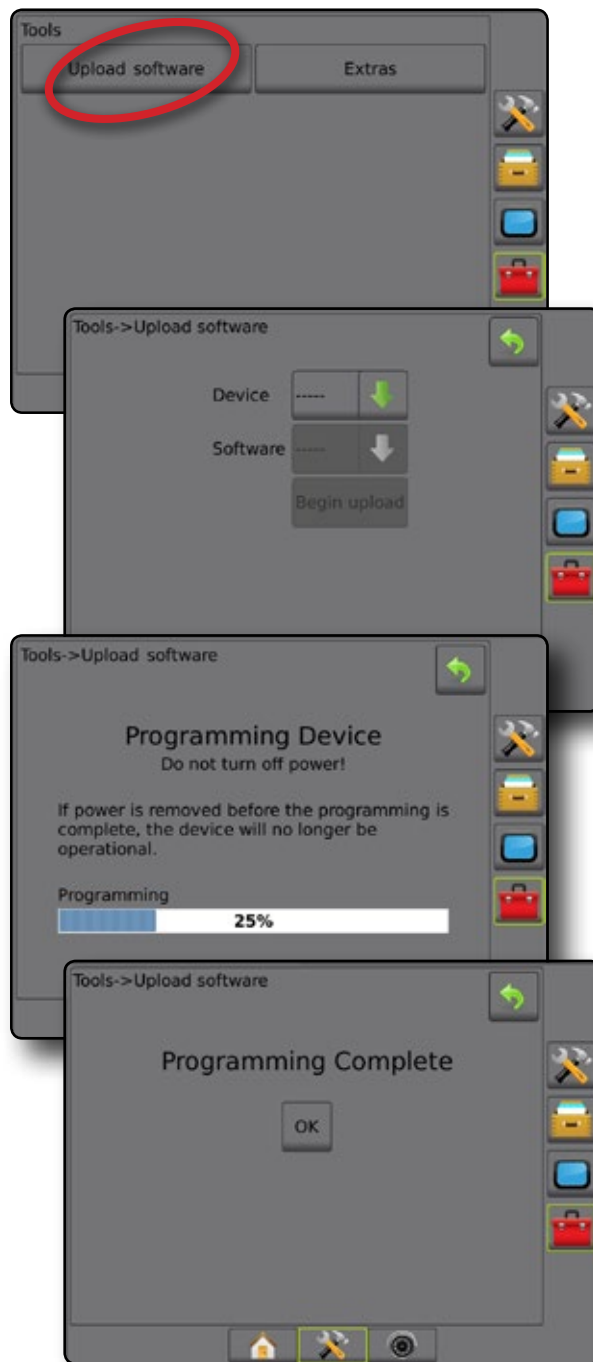 Tools
Upload software
Extras
Tools->Upload software
Device
-----
Software
-----
Begin upload
Tools->Upload software
Programming Device
Do not turn off power!
If power is removed before the programming is
complete, the device will no longer be
operational.
Programming
25%
Tools->Upload software
Programming Complete
OK